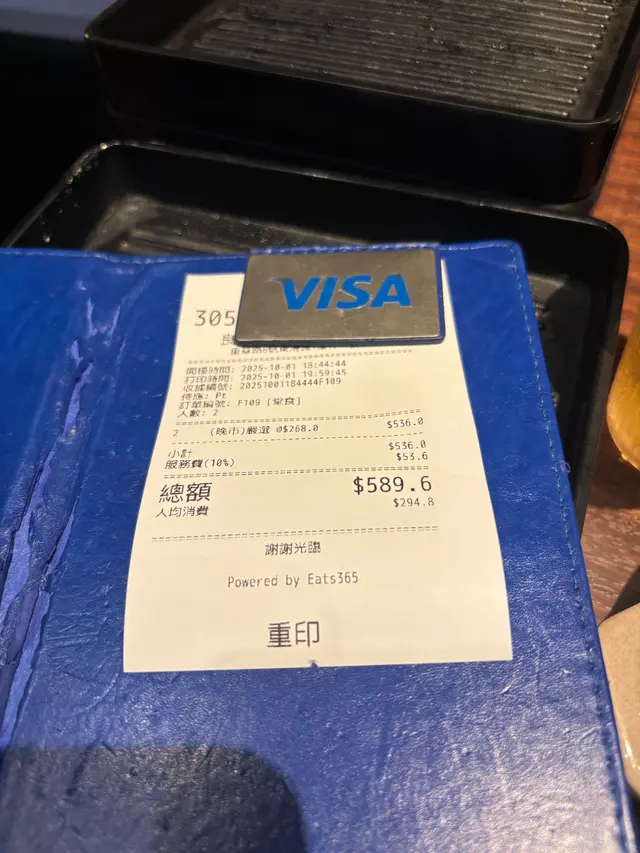 VISA
305
開檯時間: 2025-10-01 18:44:44
打印時間: 2025-10-01 19:59:45
收據編號: 20251001184444F109
侍應: Pt
訂單編號: F109 [堂食]
人數: 2
2 (晚市)嚴選 @$268.0 $536.0
小計 $536.0
服務費(10%) $53.6
總額 $589.6
人均消費 $294.8
謝謝光臨
Powered by Eats365
重印